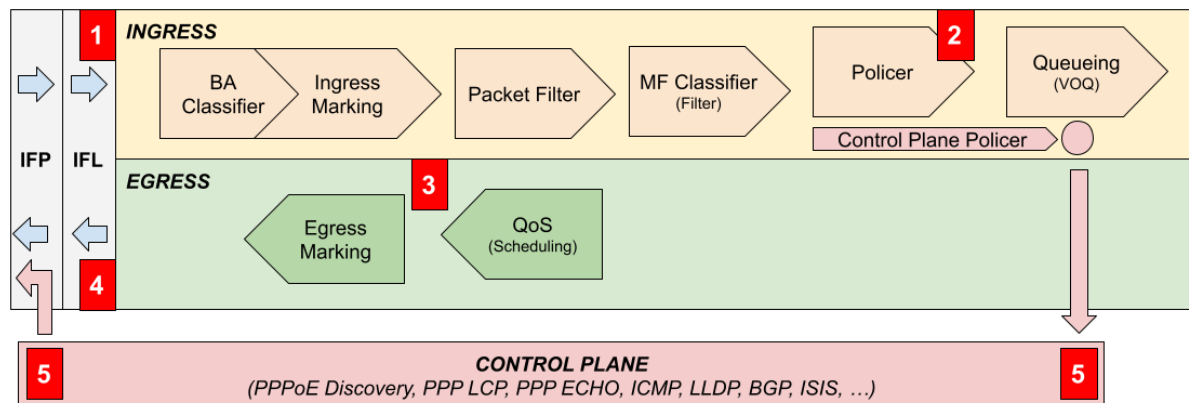 1
INGRESS
2
BA
Classifier
Ingress
Marking
Packet Filter
MF Classifier
(Filter)
Policer
Queueing
(VOQ)
Control Plane Policer
IFP
IFL
EGRESS
3
Egress
Marking
QoS
(Scheduling)
4
5
CONTROL PLANE
(PPPoE Discovery, PPP LCP, PPP ECHO, ICMP, LLDP, BGP, ISIS, …)
5